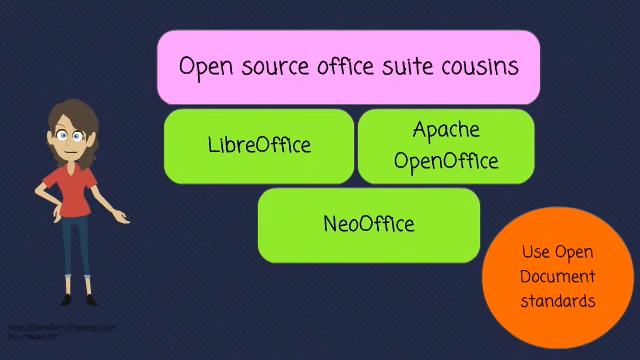 Open source office suite cousins
LibreOffice
Apache
OpenOffice
NeoOffice
Use Open
Document
standards